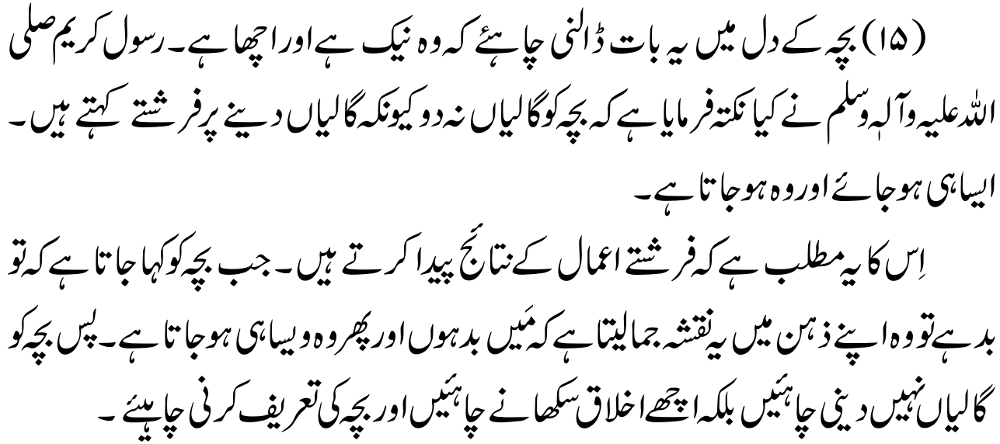 (۱۵) بچہ کے دل میں یہ بات ڈالنی چاہئے کہ وہ نیک ہے اور اچھا ہے۔ رسول کریم صلی
اللہ علیہ وآلہٖ وسلم نے کیا نکتہ فرمایا ہے کہ بچہ کو گالیاں نہ دو کیونکہ گالیاں دینے پر فرشتے کہتے ہیں۔
ایسا ہی ہو جائے اور وہ ہو جاتا ہے۔
اِس کا یہ مطلب ہے کہ فرشتے اعمال کے نتائج پیدا کرتے ہیں۔ جب بچہ کو کہا جاتا ہے کہ تو
بد ہے تو وہ اپنے ذہن میں یہ نقشہ جما لیتا ہے کہ مَیں بد ہوں اور پھر وہ ویسا ہی ہو جاتا ہے۔ پس بچہ کو
گالیاں نہیں دینی چاہئیں بلکہ اچھے اخلاق سکھانے چاہئیں اور بچہ کی تعریف کرنی چاہیئے۔